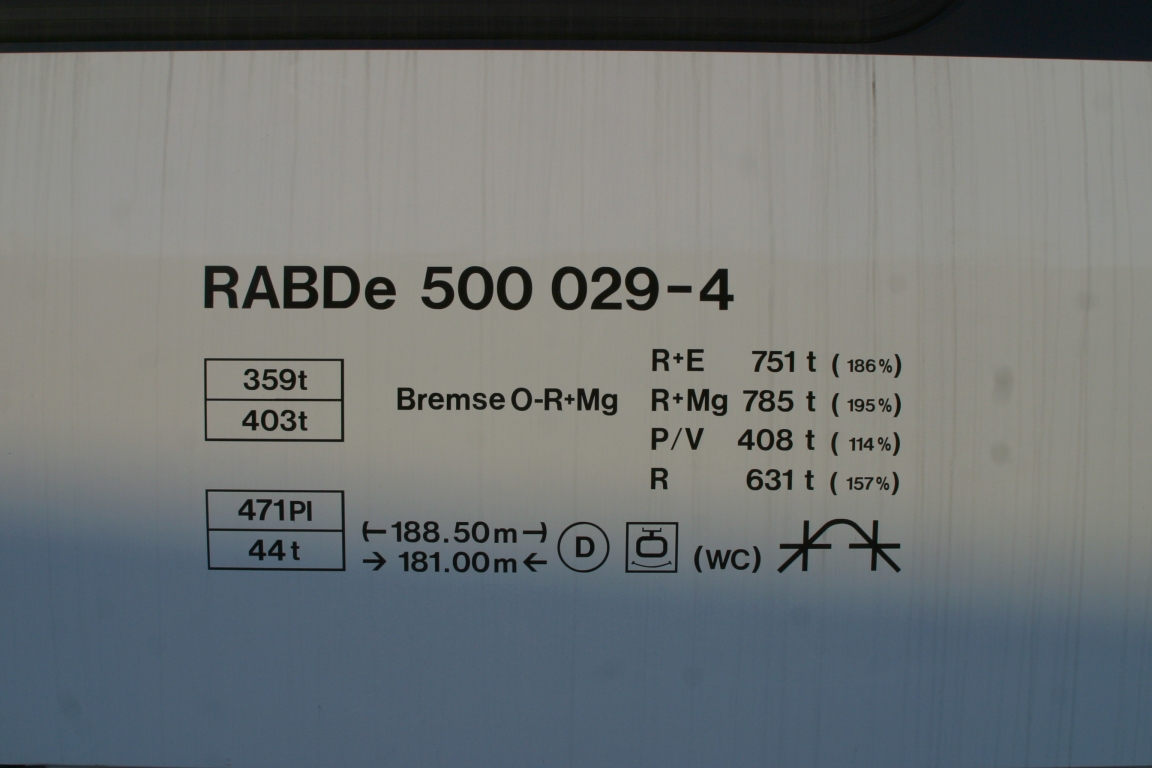 RABDe 500 029-4
359t
403t
Bremse O-R+Mg
R+E 751 t (186%)
R+Mg 785 t (195%)
P/V 408 t (114%)
R 631 t (157%)
471Pl
44t
188.50m
→ 181.00m ←
D
(WC)